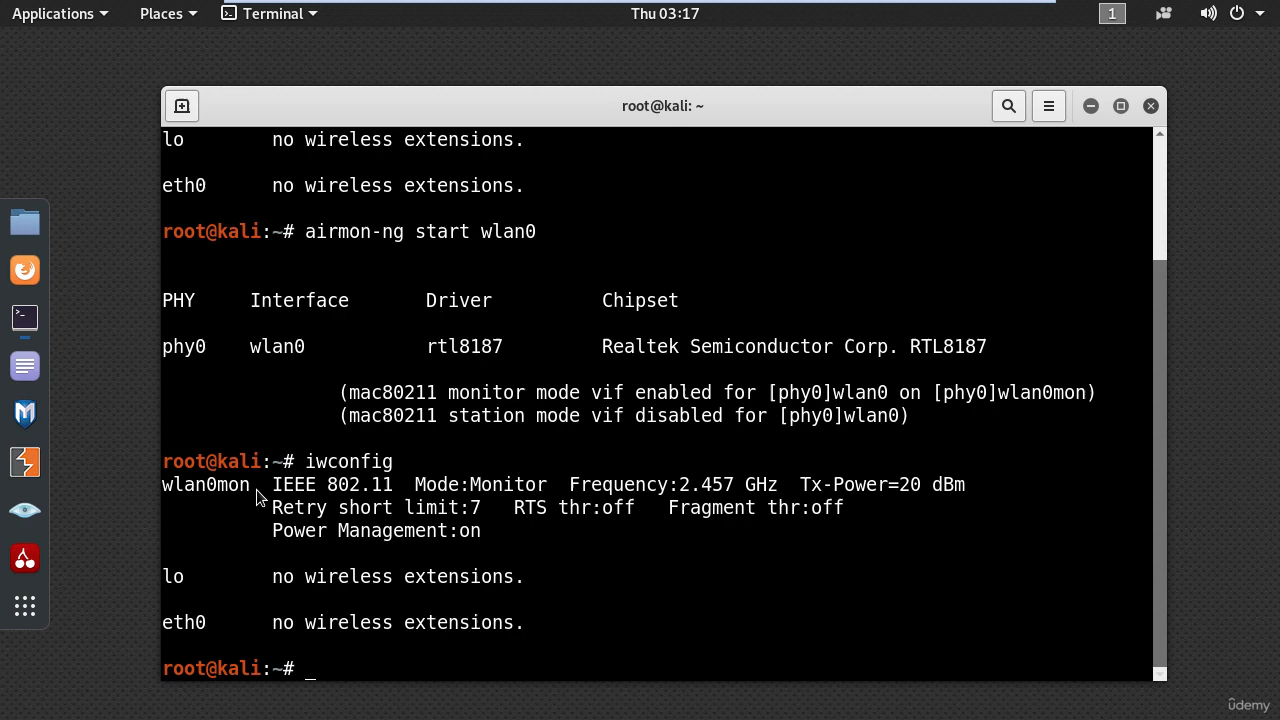 Applications Places Terminal Thu 03:17 1
root@kali: ~
lo no wireless extensions.
eth0 no wireless extensions.
root@kali:~# airmon-ng start wlan0
PHY Interface Driver Chipset
phy0 wlan0 rtl8187 Realtek Semiconductor Corp. RTL8187
(mac80211 monitor mode vif enabled for [phy0]wlan0 on [phy0]wlan0mon)
(mac80211 station mode vif disabled for [phy0]wlan0)
root@kali:~# iwconfig
wlan0mon IEEE 802.11 Mode:Monitor Frequency:2.457 GHz Tx-Power=20 dBm
Retry short limit:7 RTS thr:off Fragment thr:off
Power Management:on
lo no wireless extensions.
eth0 no wireless extensions.
root@kali:~# _
ûdemy